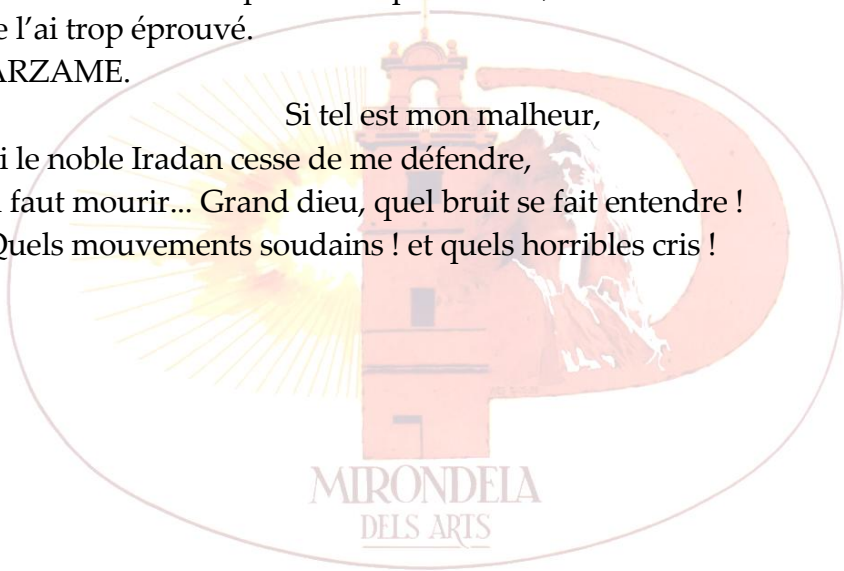 e l’ai trop éprouvé.
ARZAME.
Si tel est mon malheur,
i le noble Iradan cesse de me défendre,
faut mourir... Grand dieu, quel bruit se fait entendre !
Quels mouvements soudains ! et quels horribles cris !
MIRONDELA
DELS ARTS